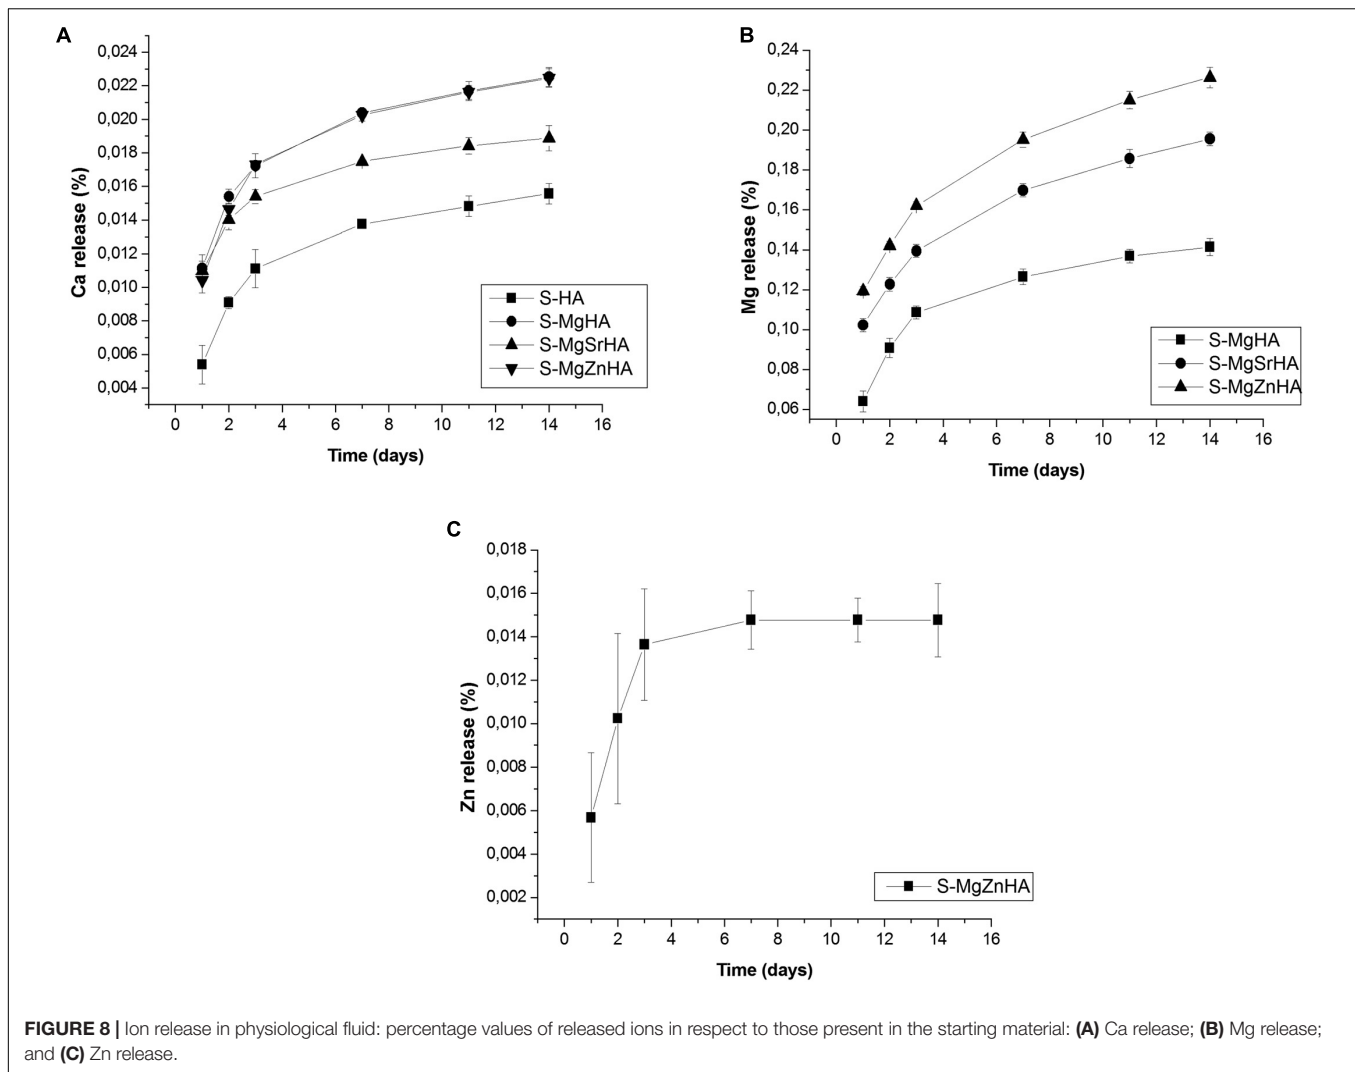 A
0,024
0,022
0,020
0,018
0,016
0,014
0,012
0,010
0,008
0,006
0,004
Ca release (%)
S-HA
S-MgHA
S-MgSrHA
S-MgZnHA
0 2 4 6 8 10 12 14 16
Time (days)
B
0,24
0,22
0,20
0,18
0,16
0,14
0,12
0,10
0,08
0,06
Mg release (%)
S-MgHA
S-MgSrHA
S-MgZnHA
0 2 4 6 8 10 12 14 16
Time (days)
C
0,018
0,016
0,014
0,012
0,010
0,008
0,006
0,004
0,002
Zn release (%)
S-MgZnHA
0 2 4 6 8 10 12 14 16
Time (days)
FIGURE 8 | Ion release in physiological fluid: percentage values of released ions in respect to those present in the starting material: (A) Ca release; (B) Mg release;
and (C) Zn release.